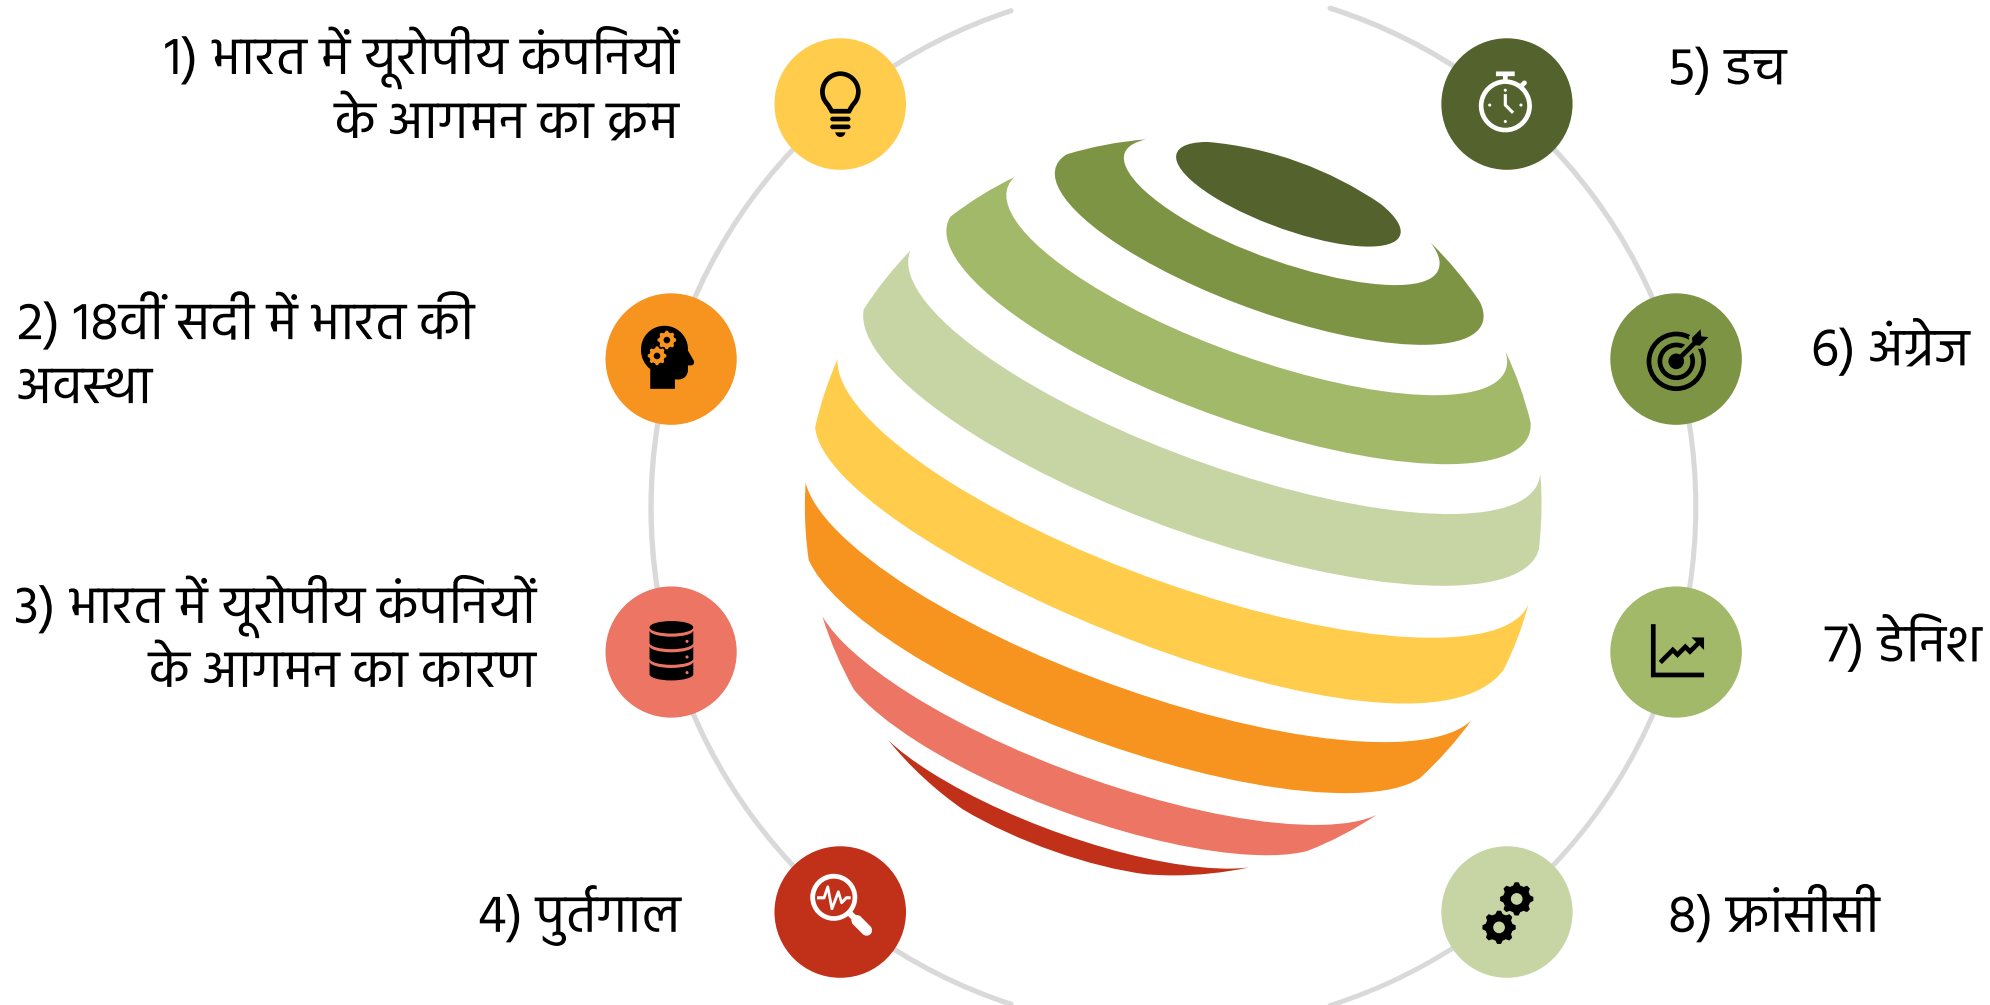 1) भारत में यूरोपीय कंपनियों
के आगमन का क्रम
2) 18वीं सदी में भारत की
अवस्था
3) भारत में यूरोपीय कंपनियों
के आगमन का कारण
4) पुर्तगाल
5) डच
6) अंग्रेज
7) डेनिश
8) फ्रांसीसी